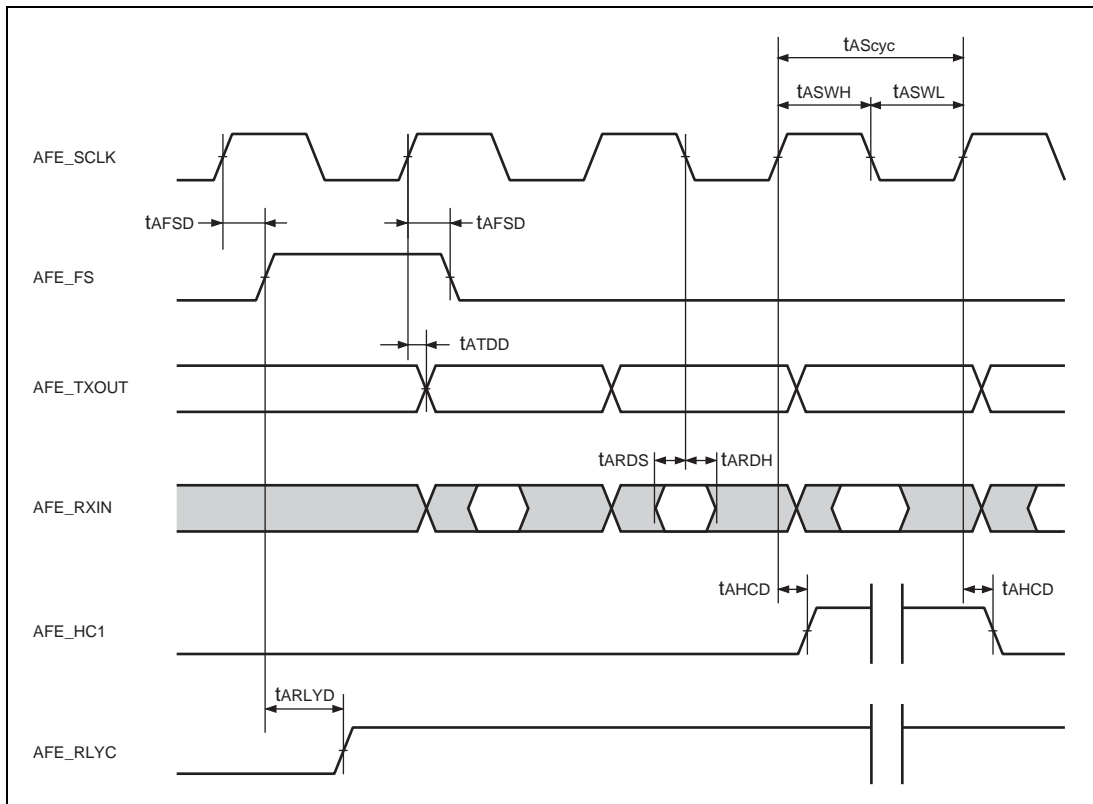 tAScyc
tASWH tASWL
AFE_SCLK
tAFSD tAFSD
AFE_FS
tATDD
AFE_TXOUT
tARDS tARDH
AFE_RXIN
tAHCD tAHCD
AFE_HC1
tARLYD
AFE_RLYC